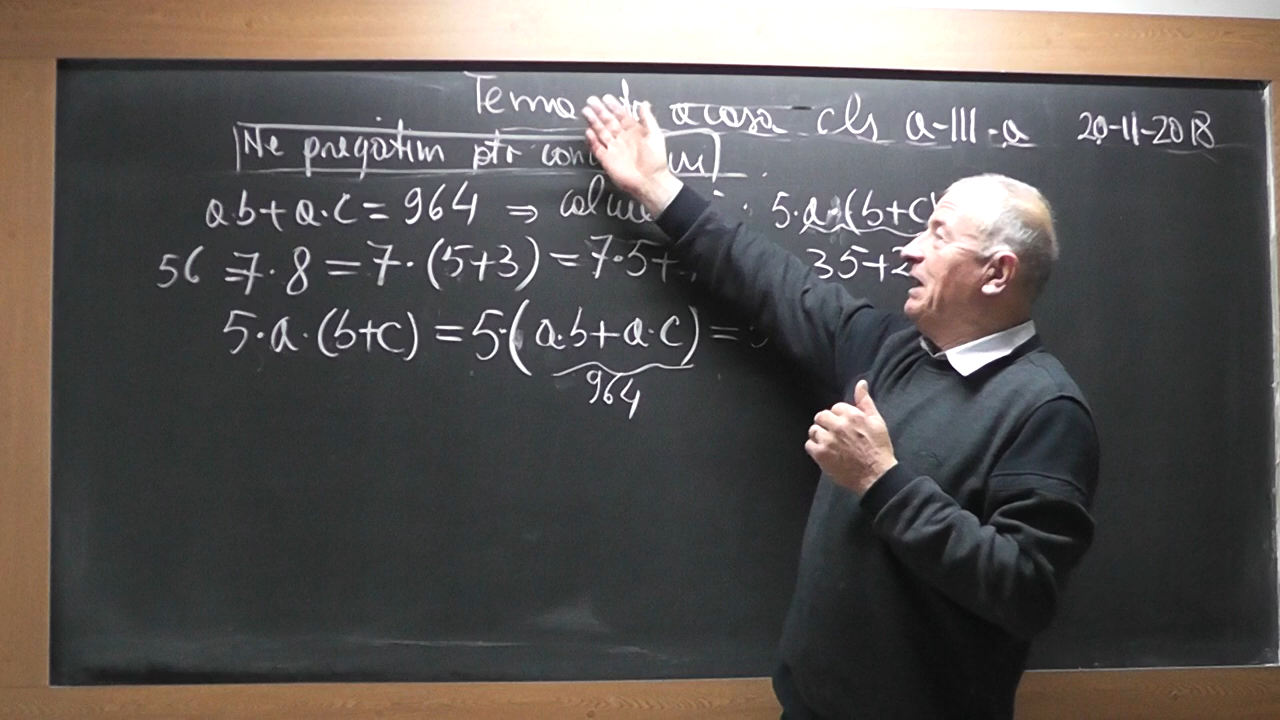 Tema acasa cls a-III-a 20-11-2018
Ne pregatim ptr
a·b+a·c=964 ⇒ 5·a·(b+c)
56 =7·8=7·(5+3)=7·5+ 35+2
5·a·(b+c)=5·(a·b+a·c)=
964